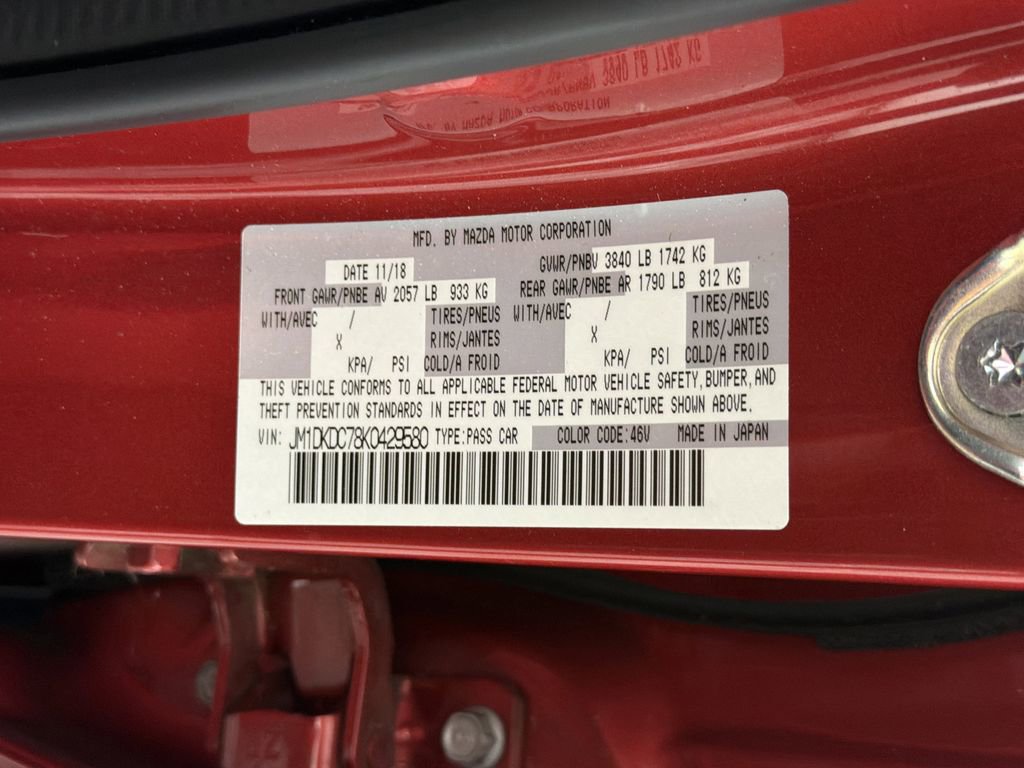 MFD. BY MAZDA MOTOR CORPORATION
DATE 11/18 GVWR/PNBV 3840 LB 1742 KG
FRONT GAWR/PNBE AV 2057 LB 933 KG REAR GAWR/PNBE AR 1790 LB 812 KG
WITH/AVEC / TIRES/PNEUS WITH/AVEC / TIRES/PNEUS
X RIMS/JANTES X RIMS/JANTES
KPA/ PSI COLD/A FROID KPA/ PSI COLD/A FROID
THIS VEHICLE CONFORMS TO ALL APPLICABLE FEDERAL MOTOR VEHICLE SAFETY, BUMPER, AND
THEFT PREVENTION STANDARDS IN EFFECT ON THE DATE OF MANUFACTURE SHOWN ABOVE.
VIN: JM1DKDC78K0429580 TYPE:PASS CAR COLOR CODE:46V MADE IN JAPAN